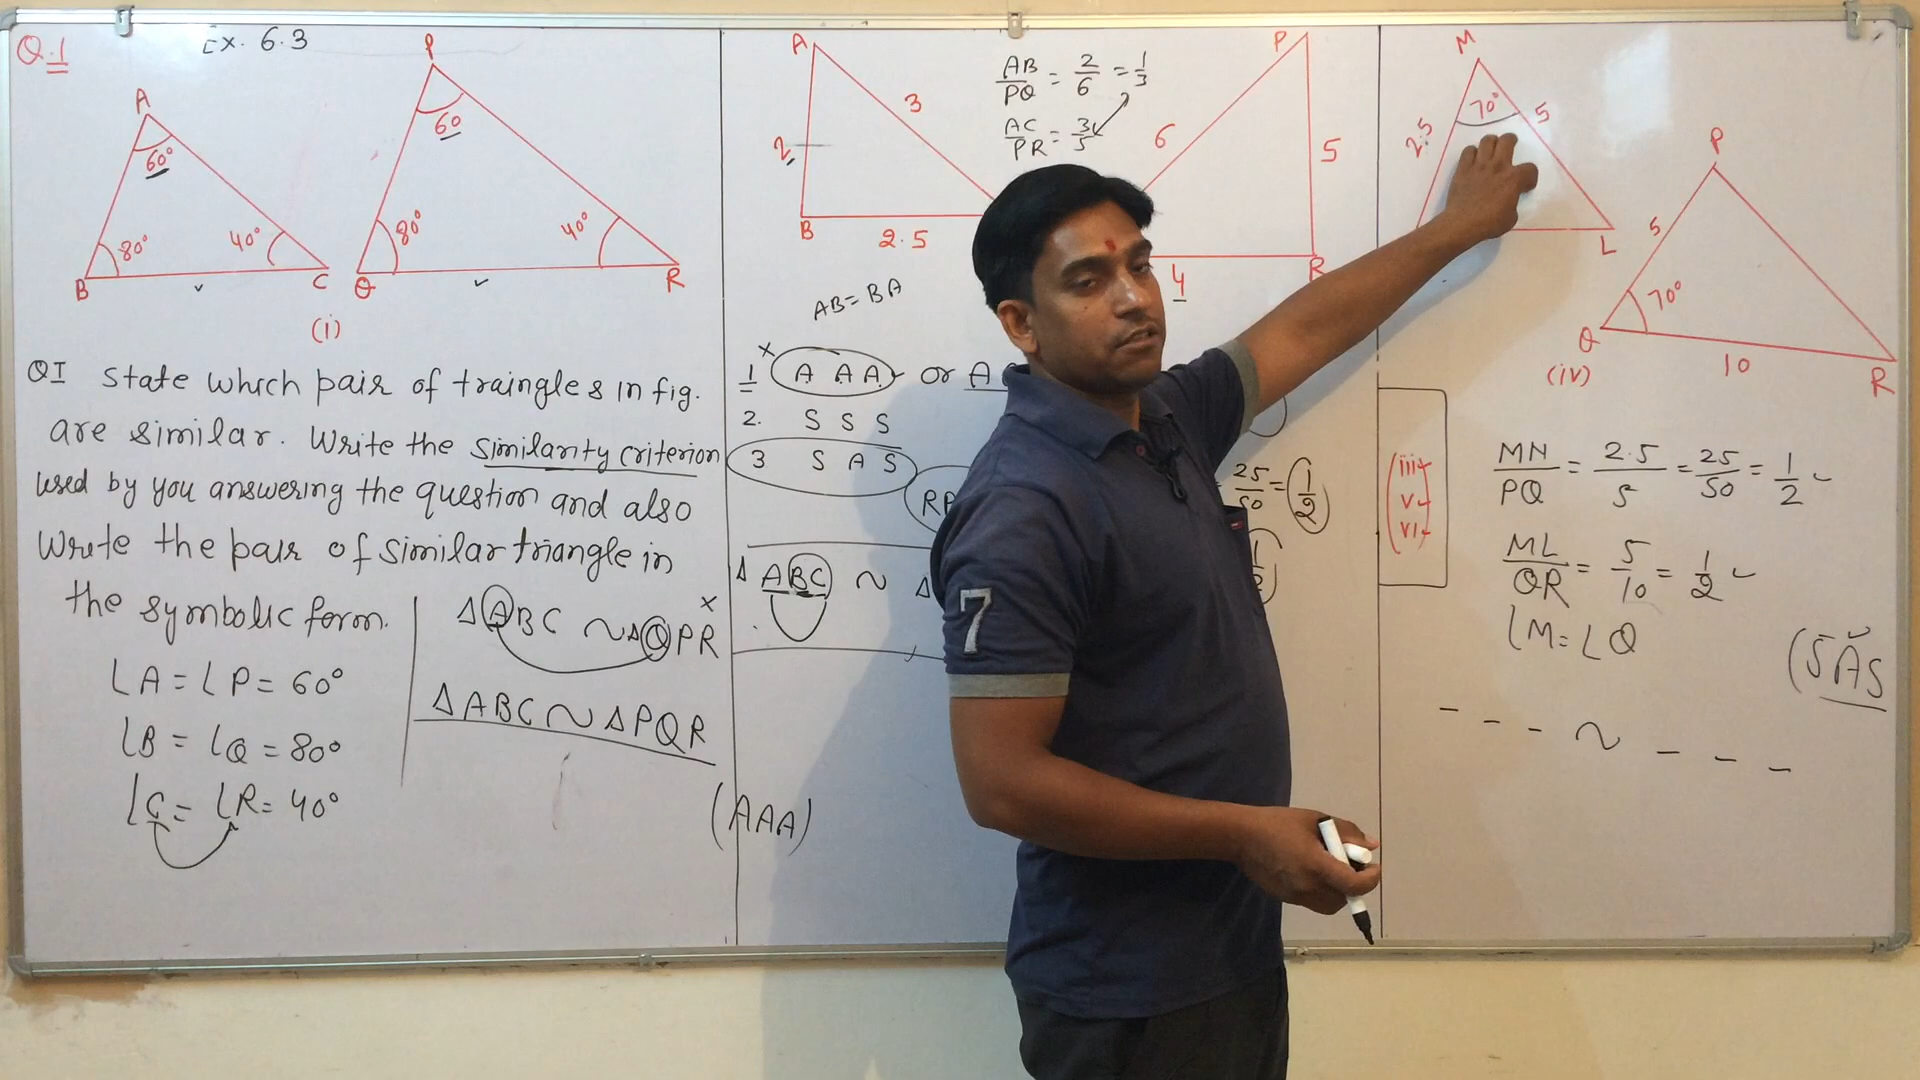 Q.1
Ex. 6.3
A
60°
80°
40°
B
C
P
60
80°
40°
Q
R
(i)
QI State which pair of traingles in fig.
are similar. Write the similarity criterion
used by you answering the question and also
Write the pair of similar triangle in
the symbolic form.
∠A = ∠P = 60°
∠B = ∠Q = 80°
∠C = ∠R = 40°
△ABC ~ △QPR ×
△ABC ~ △PQR
(AAA)
A
2
3
B
2.5
AB/PQ = 2/6 = 1/3
AC/PR = 3/5
P
6
5
4
R
AB = BA
1 × A A A or A
2. S S S
3 S A S
△ ABC ~ △
25/50 = 1/2
M
70°
2.5
5
L
P
5
70°
Q
10
R
(iv)
(iii
v
vi
MN/PQ = 2.5/5 = 25/50 = 1/2
ML/QR = 5/10 = 1/2
∠M = ∠Q
(SAS
- - - ~ - - -
7